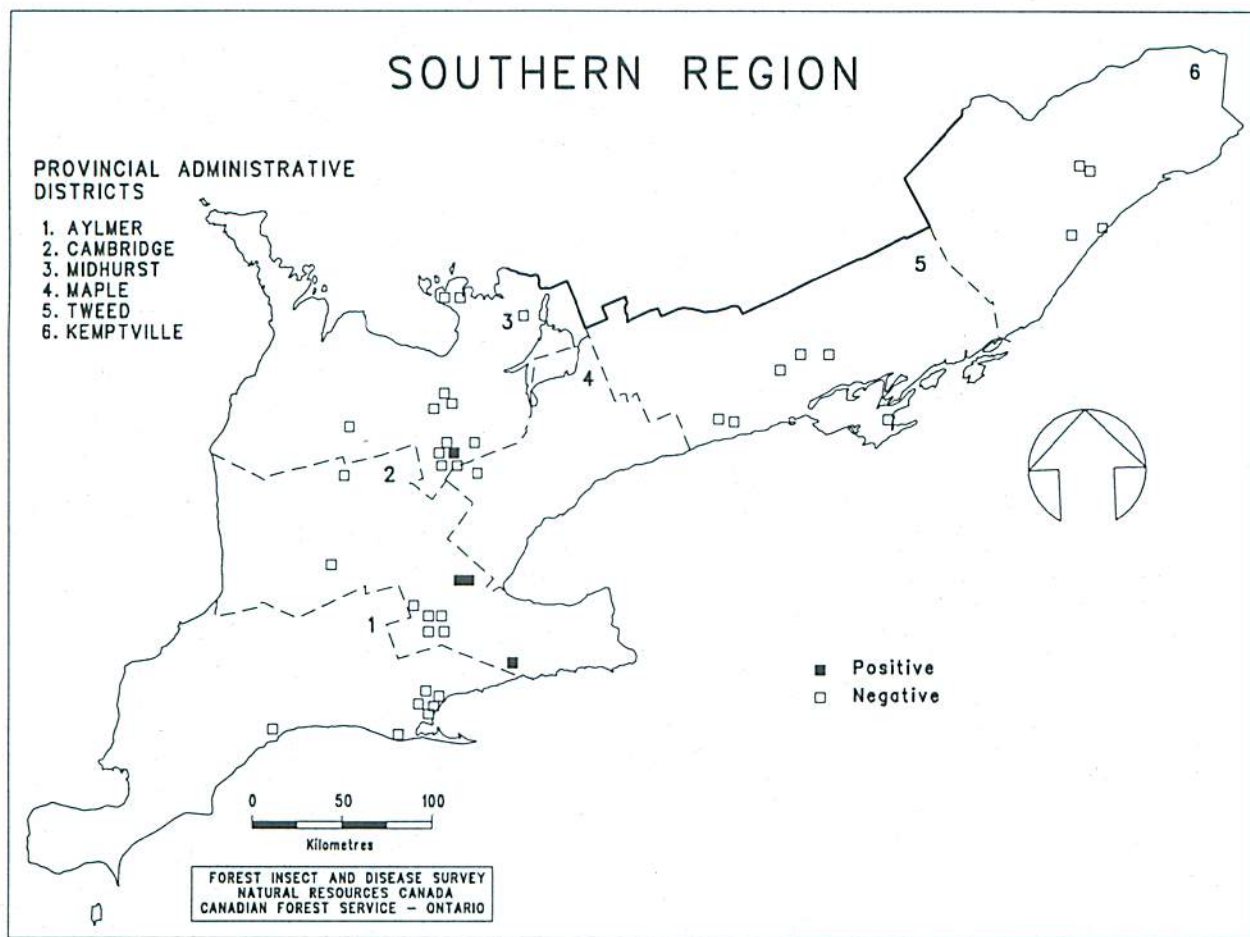 SOUTHERN REGION
PROVINCIAL ADMINISTRATIVE
DISTRICTS
1. AYLMER
2. CAMBRIDGE
3. MIDHURST
4. MAPLE
5. TWEED
6. KEMPTVILLE
6
5
3
4
2
1
Positive
Negative
0 50 100
Kilometres
FOREST INSECT AND DISEASE SURVEY
NATURAL RESOURCES CANADA
CANADIAN FOREST SERVICE – ONTARIO